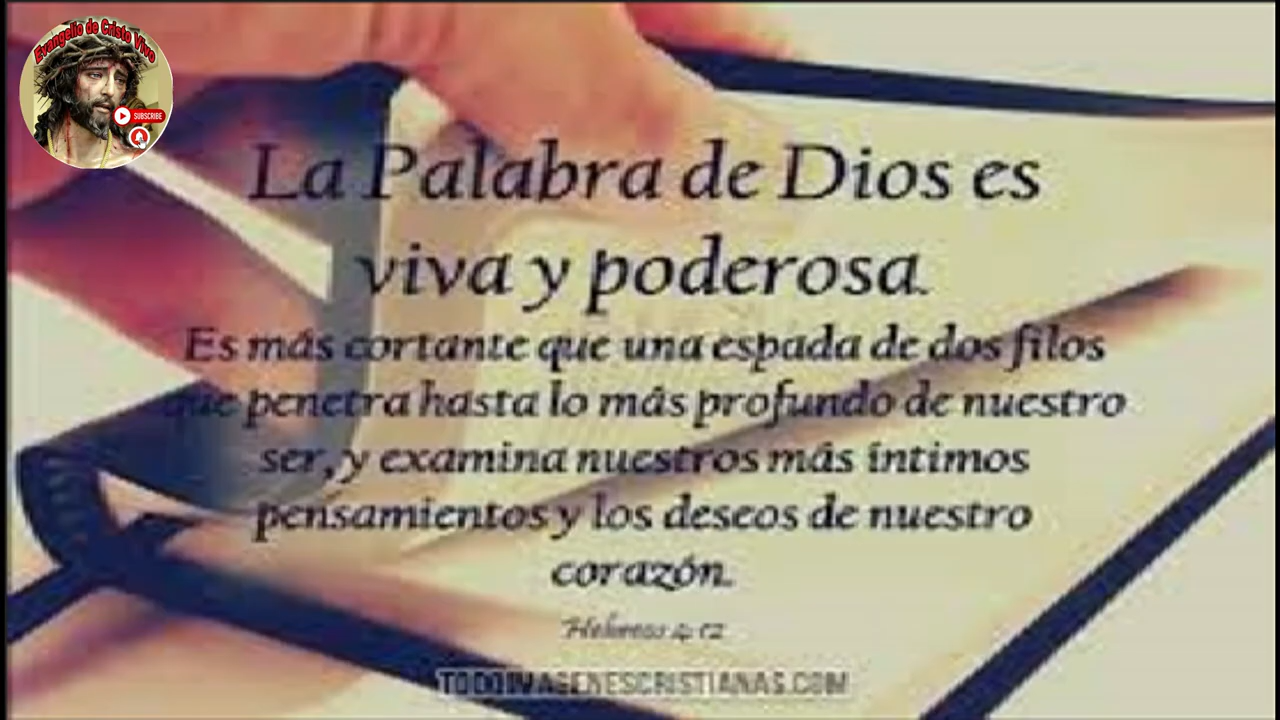 Evangelio de Cristo Vivo
SUBSCRIBE
La Palabra de Dios es
viva y poderosa.
Es más cortante que una espada de dos filos
que penetra hasta lo más profundo de nuestro
ser, y examina nuestros más íntimos
pensamientos y los deseos de nuestro
corazón.
Hebreos 4:12
TODOIMAGENESCRISTIANAS.COM